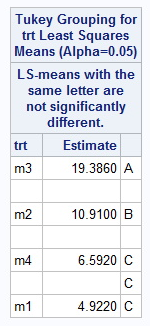 Tukey Grouping for
trt Least Squares
Means (Alpha=0.05)
LS-means with the
same letter are
not significantly
different.
trt Estimate
m3 19.3860 A
m2 10.9100 B
m4 6.5920 C
C
m1 4.9220 C